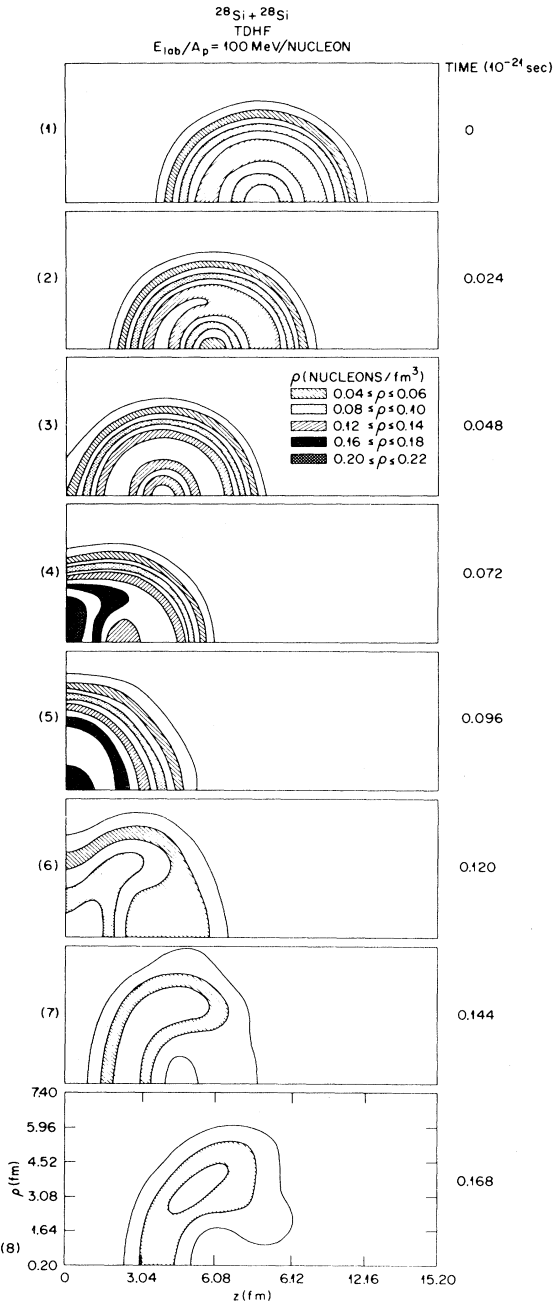 ²⁸Si + ²⁸Si
TDHF
E_lab/A_p = 100 MeV/NUCLEON
TIME (10⁻²¹ sec)
(1)
0
(2)
0.024
(3)
ρ (NUCLEONS/fm³)
0.04 ≤ ρ ≤ 0.06
0.08 ≤ ρ ≤ 0.10
0.12 ≤ ρ ≤ 0.14
0.16 ≤ ρ ≤ 0.18
0.20 ≤ ρ ≤ 0.22
0.048
(4)
0.072
(5)
0.096
(6)
0.120
(7)
0.144
(8)
7.40
5.96
4.52
3.08
1.64
0.20
ρ (fm)
0.168
0 3.04 6.08 6.12 12.16 15.20
z (fm)